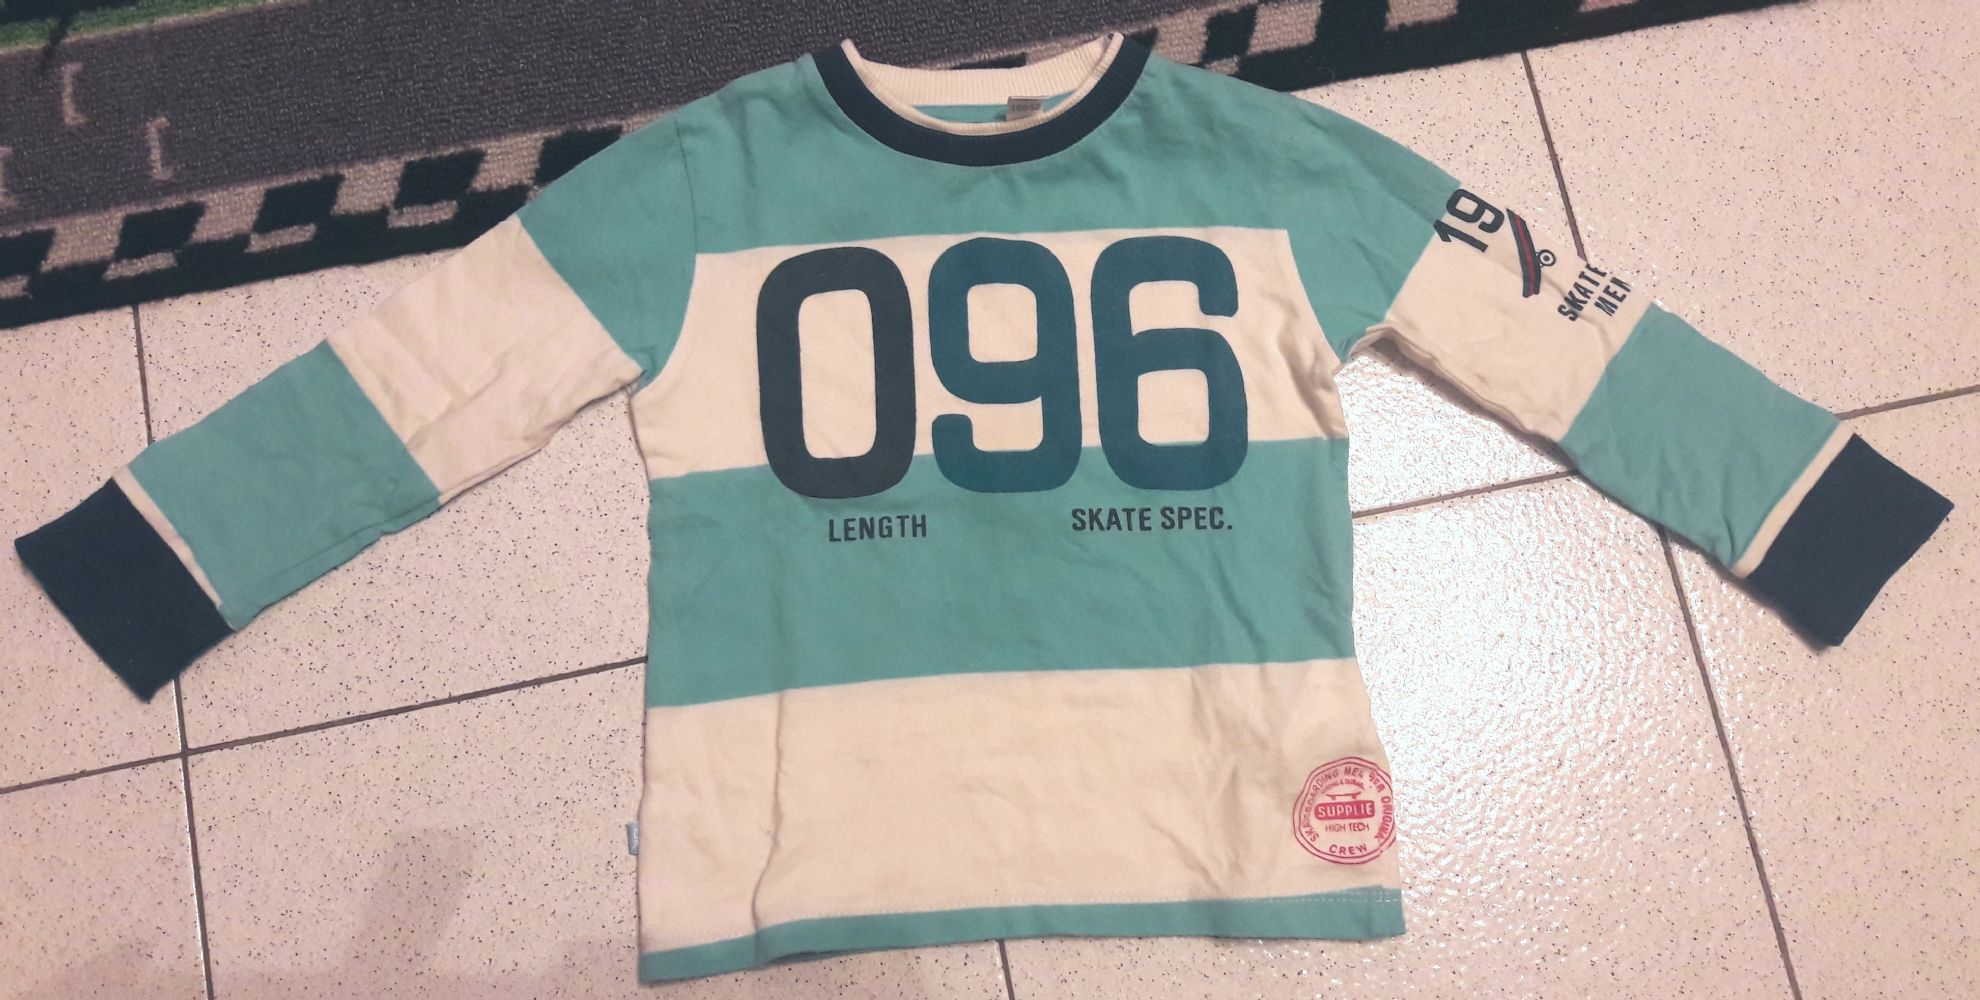 19
SKATE
MEN
096
LENGTH SKATE SPEC.
SUPPLIE
HIGH TECH
CREW